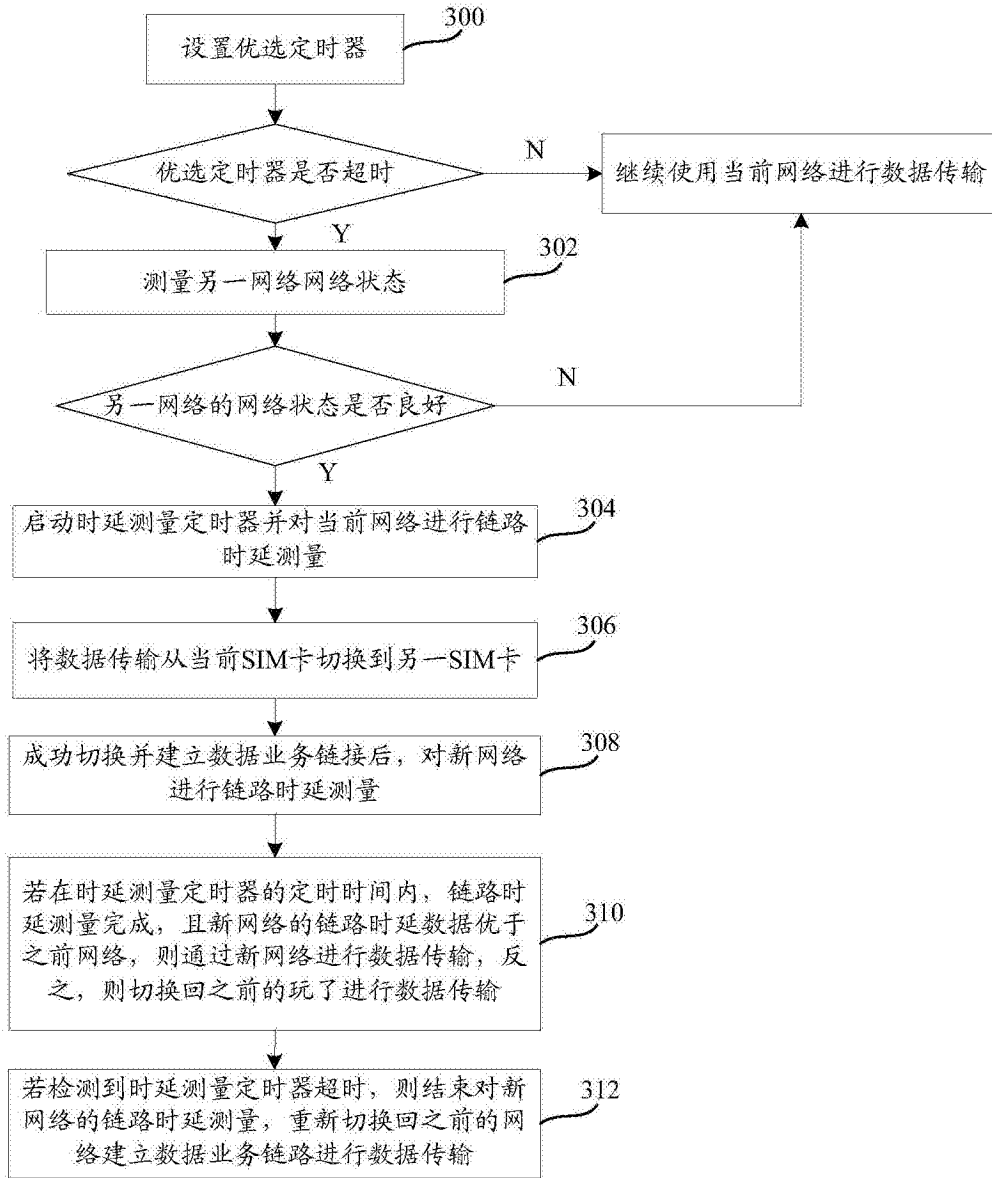 300
设置优选定时器
优选定时器是否超时
N
继续使用当前网络进行数据传输
Y
302
测量另一网络网络状态
另一网络的网络状态是否良好
N
Y
304
启动时延测量定时器并对当前网络进行链路
时延测量
306
将数据传输从当前SIM卡切换到另一SIM卡
308
成功切换并建立数据业务链接后，对新网络
进行链路时延测量
若在时延测量定时器的定时时间内，链路时
延测量完成，且新网络的链路时延数据优于
之前网络，则通过新网络进行数据传输，反
之，则切换回之前的玩了进行数据传输
310
若检测到时延测量定时器超时，则结束对新
网络的链路时延测量，重新切换回之前的网
络建立数据业务链路进行数据传输
312